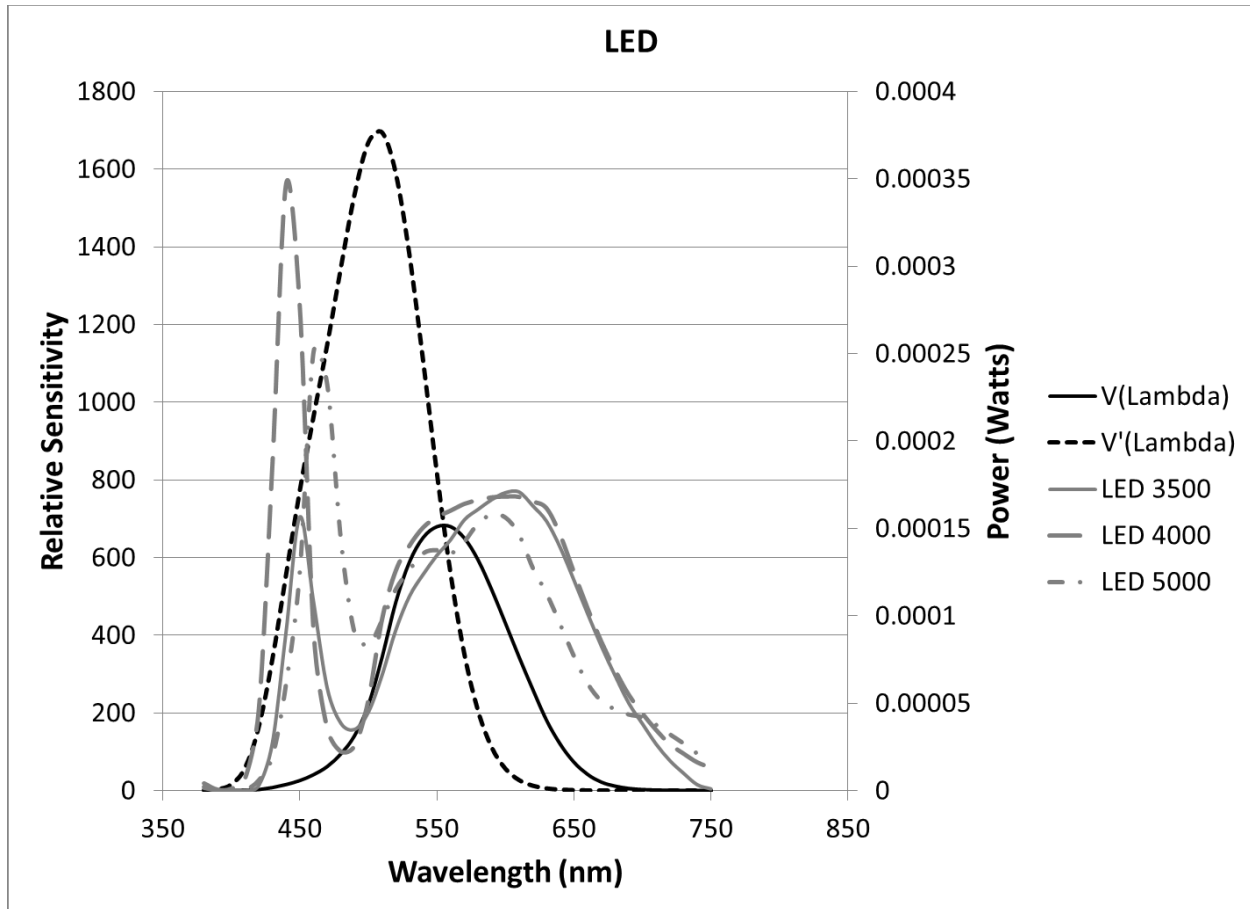 LED
1800
1600
1400
1200
1000
800
600
400
200
0
Relative Sensitivity
0.0004
0.00035
0.0003
0.00025
0.0002
0.00015
0.0001
0.00005
0
Power (Watts)
350
450
550
650
750
850
Wavelength (nm)
V(Lambda)
V'(Lambda)
LED 3500
LED 4000
LED 5000